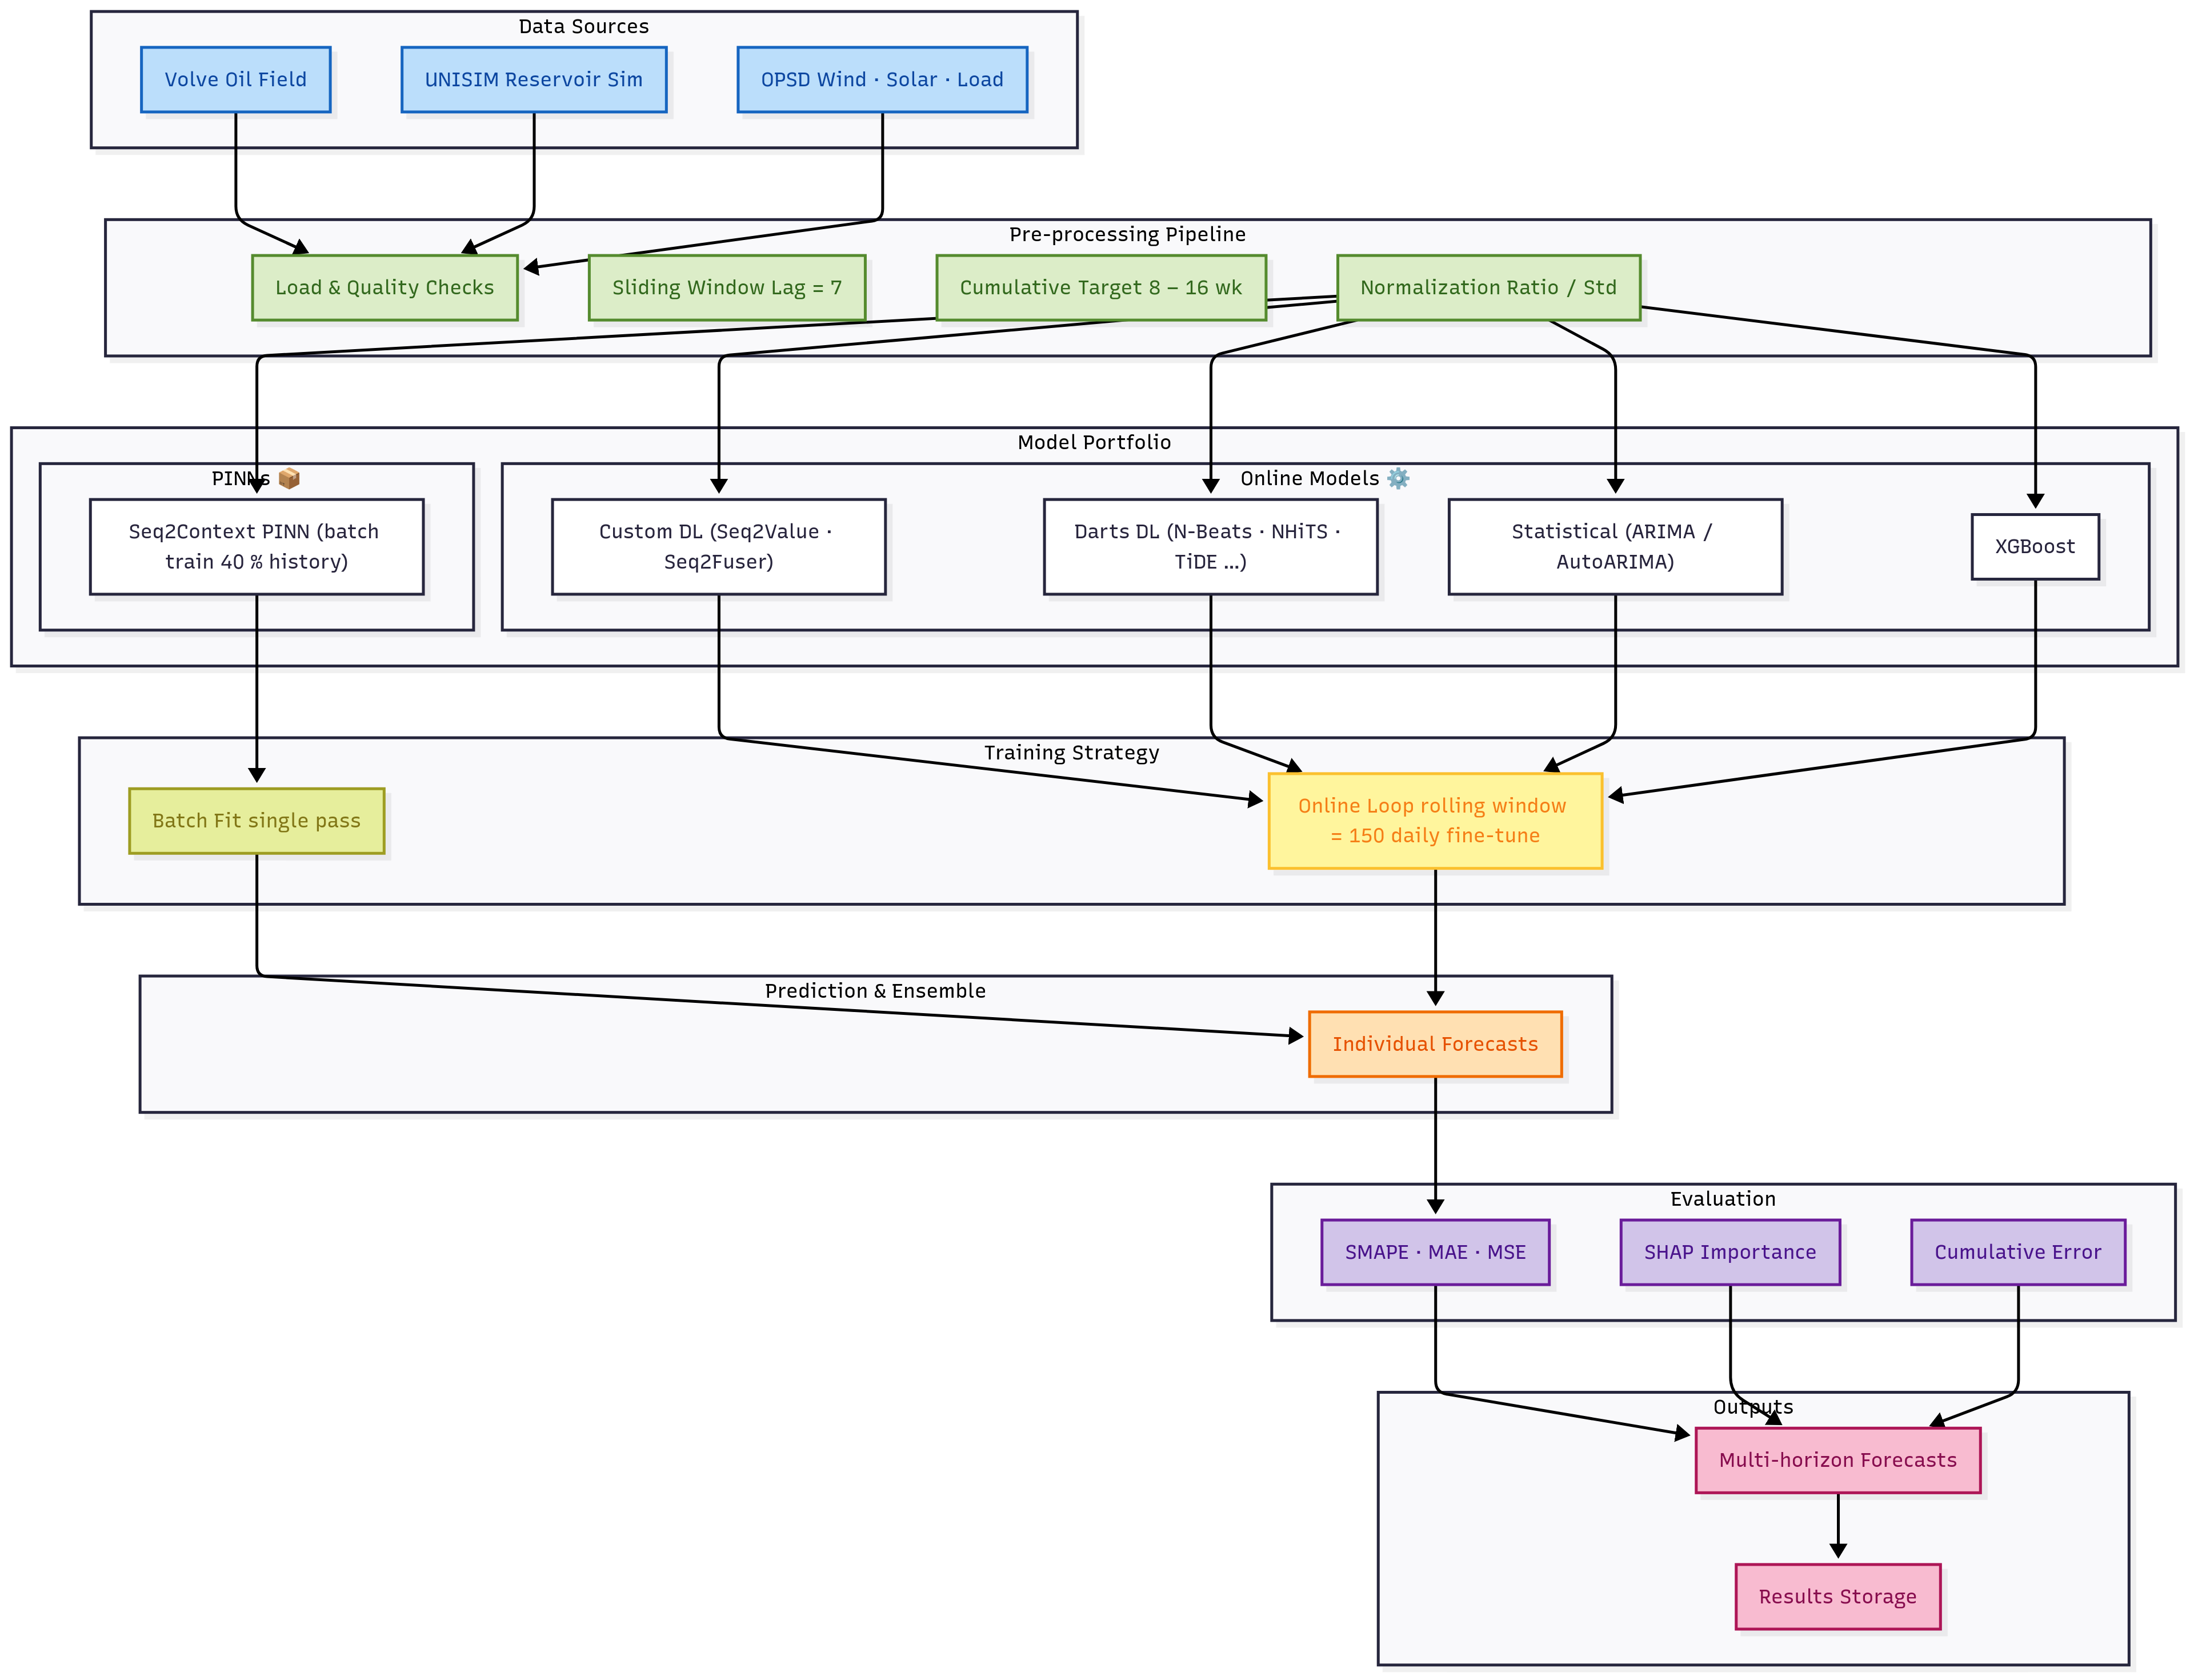 Data Sources
Volve Oil Field
UNISIM Reservoir Sim
OPSD Wind · Solar · Load
Pre-processing Pipeline
Load & Quality Checks
Sliding Window Lag = 7
Cumulative Target 8 – 16 wk
Normalization Ratio / Std
Model Portfolio
PINNs 📦
Online Models ⚙️
Seq2Context PINN (batch
train 40 % history)
Custom DL (Seq2Value ·
Seq2Fuser)
Darts DL (N-Beats · NHiTS ·
TiDE ...)
Statistical (ARIMA /
AutoARIMA)
XGBoost
Training Strategy
Batch Fit single pass
Online Loop rolling window
= 150 daily fine-tune
Prediction & Ensemble
Individual Forecasts
Evaluation
SMAPE · MAE · MSE
SHAP Importance
Cumulative Error
Outputs
Multi-horizon Forecasts
Results Storage